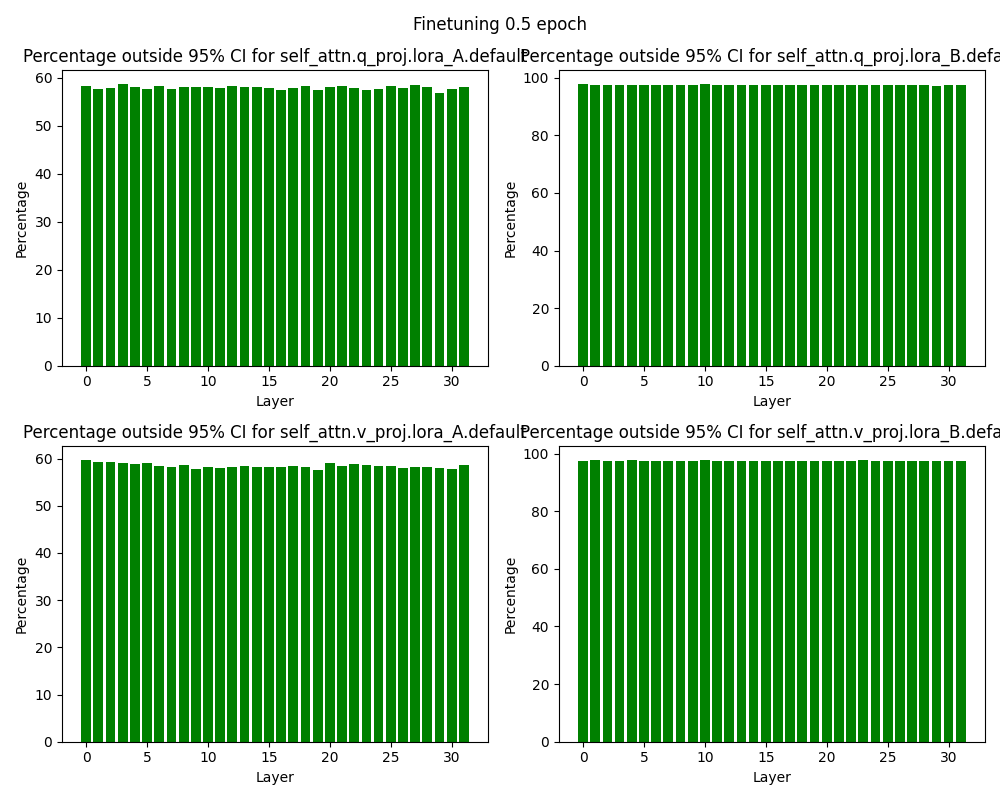 Finetuning 0.5 epoch
Percentage outside 95% CI for self_attn.q_proj.lora_A.default
Percentage
60
50
40
30
20
10
0
0 5 10 15 20 25 30
Layer
Percentage outside 95% CI for self_attn.q_proj.lora_B.defa
Percentage
100
80
60
40
20
0
0 5 10 15 20 25 30
Layer
Percentage outside 95% CI for self_attn.v_proj.lora_A.default
Percentage
60
50
40
30
20
10
0
0 5 10 15 20 25 30
Layer
Percentage outside 95% CI for self_attn.v_proj.lora_B.defa
Percentage
100
80
60
40
20
0
0 5 10 15 20 25 30
Layer